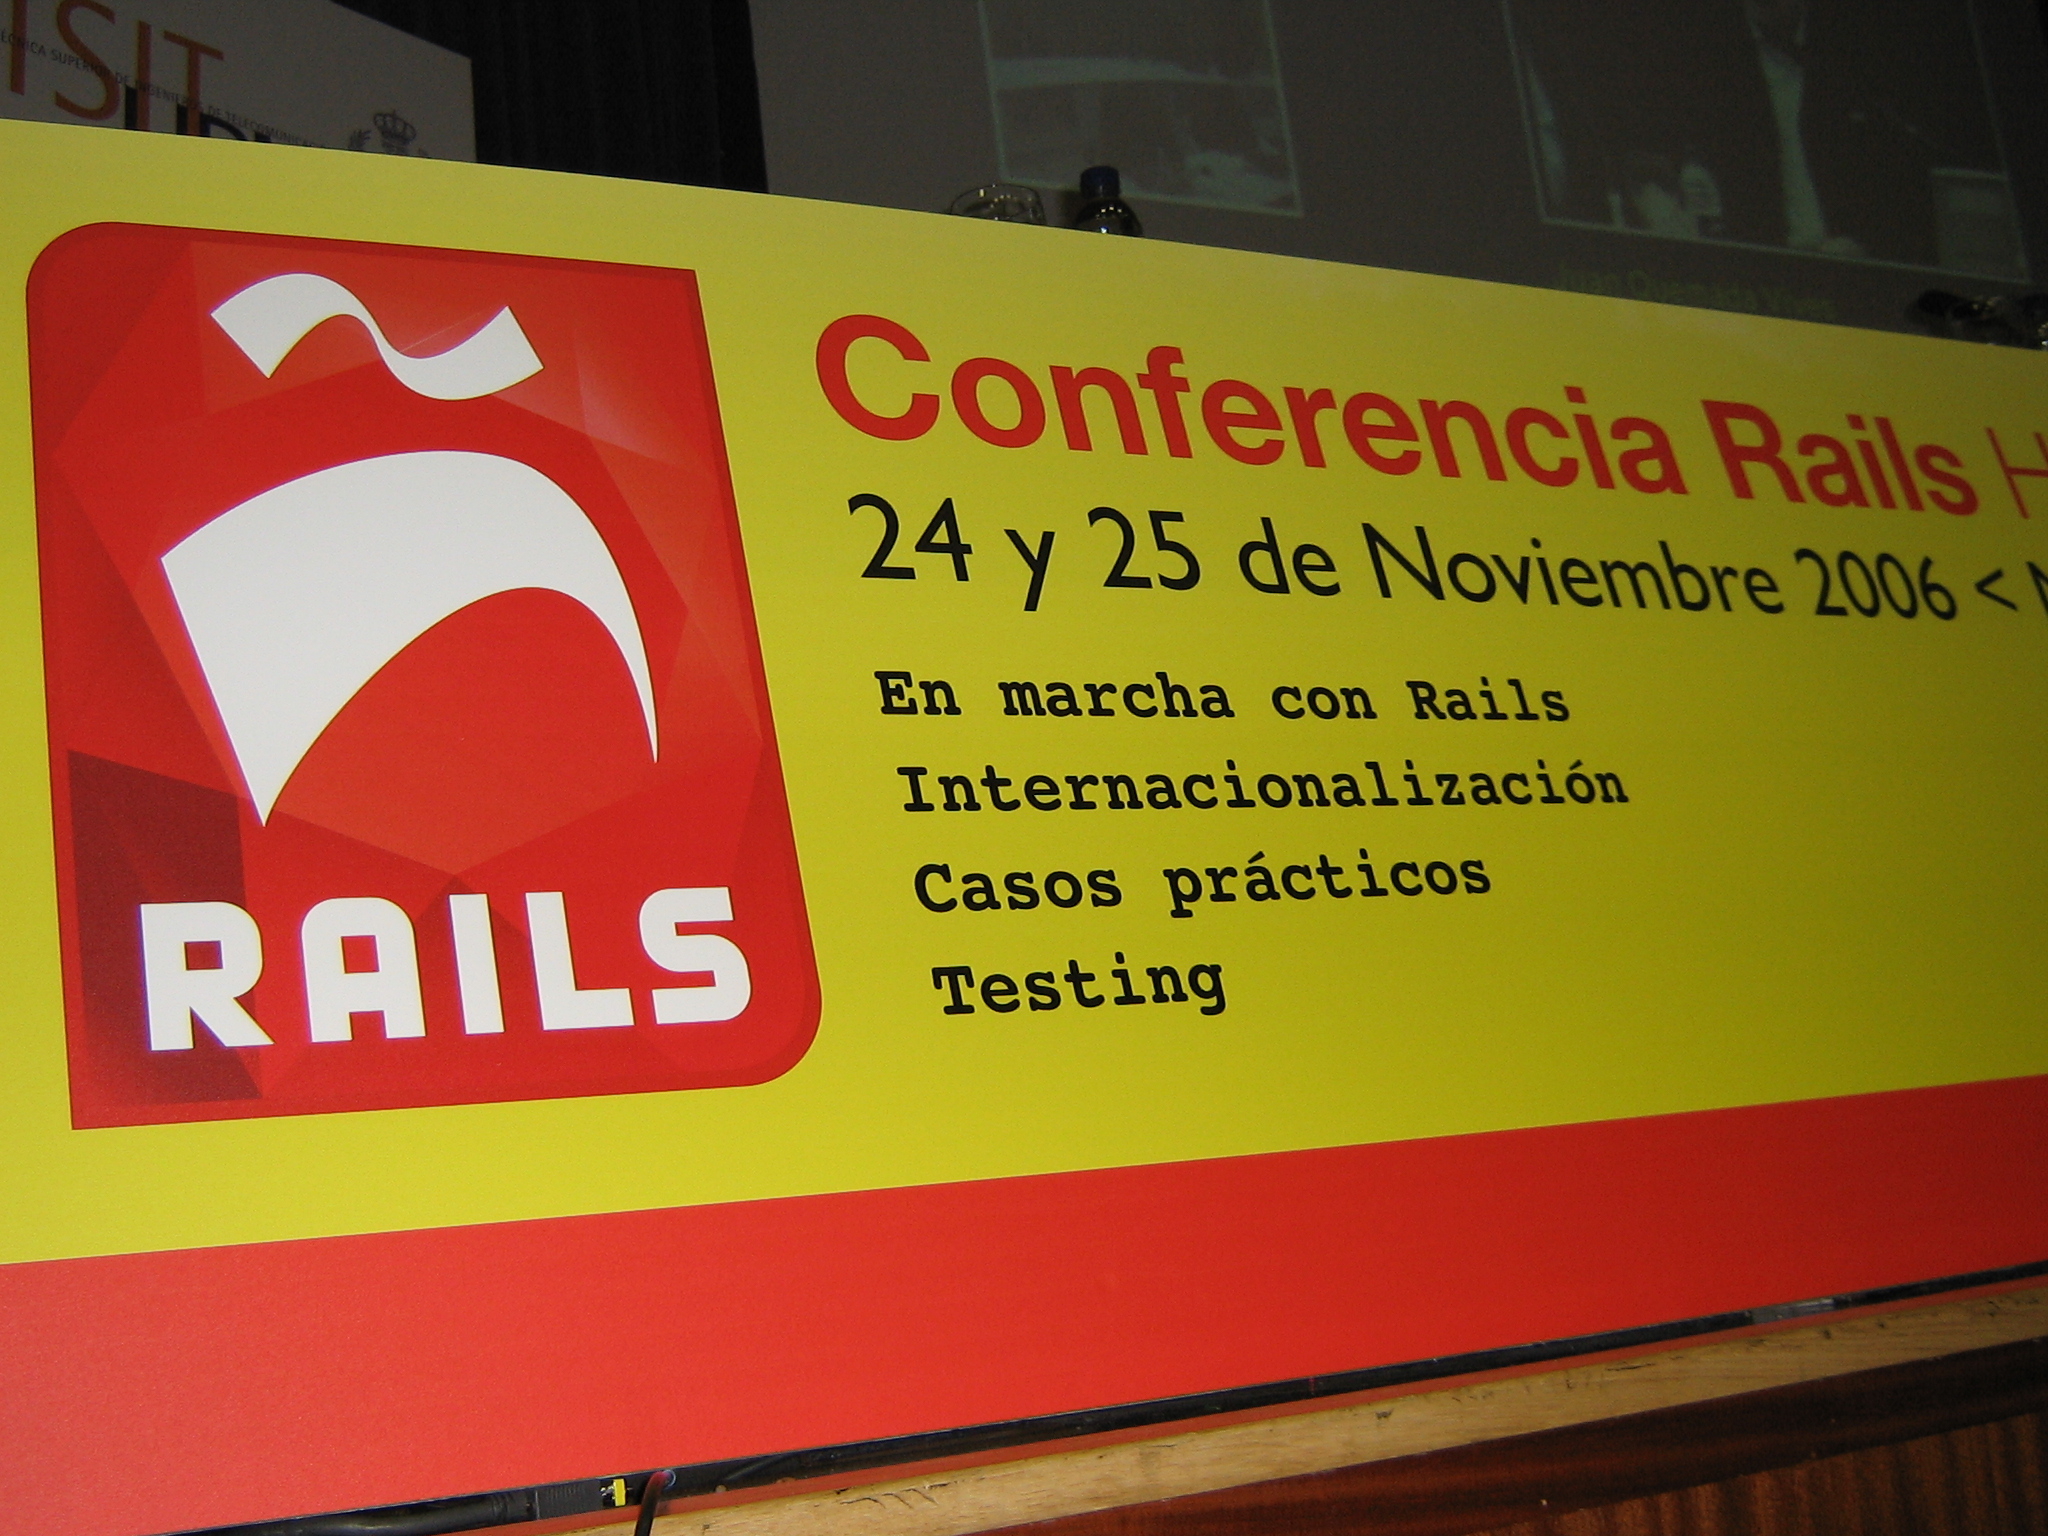 RAILS
Conferencia Rails H
24 y 25 de Noviembre 2006 <
En marcha con Rails
Internacionalización
Casos prácticos
Testing